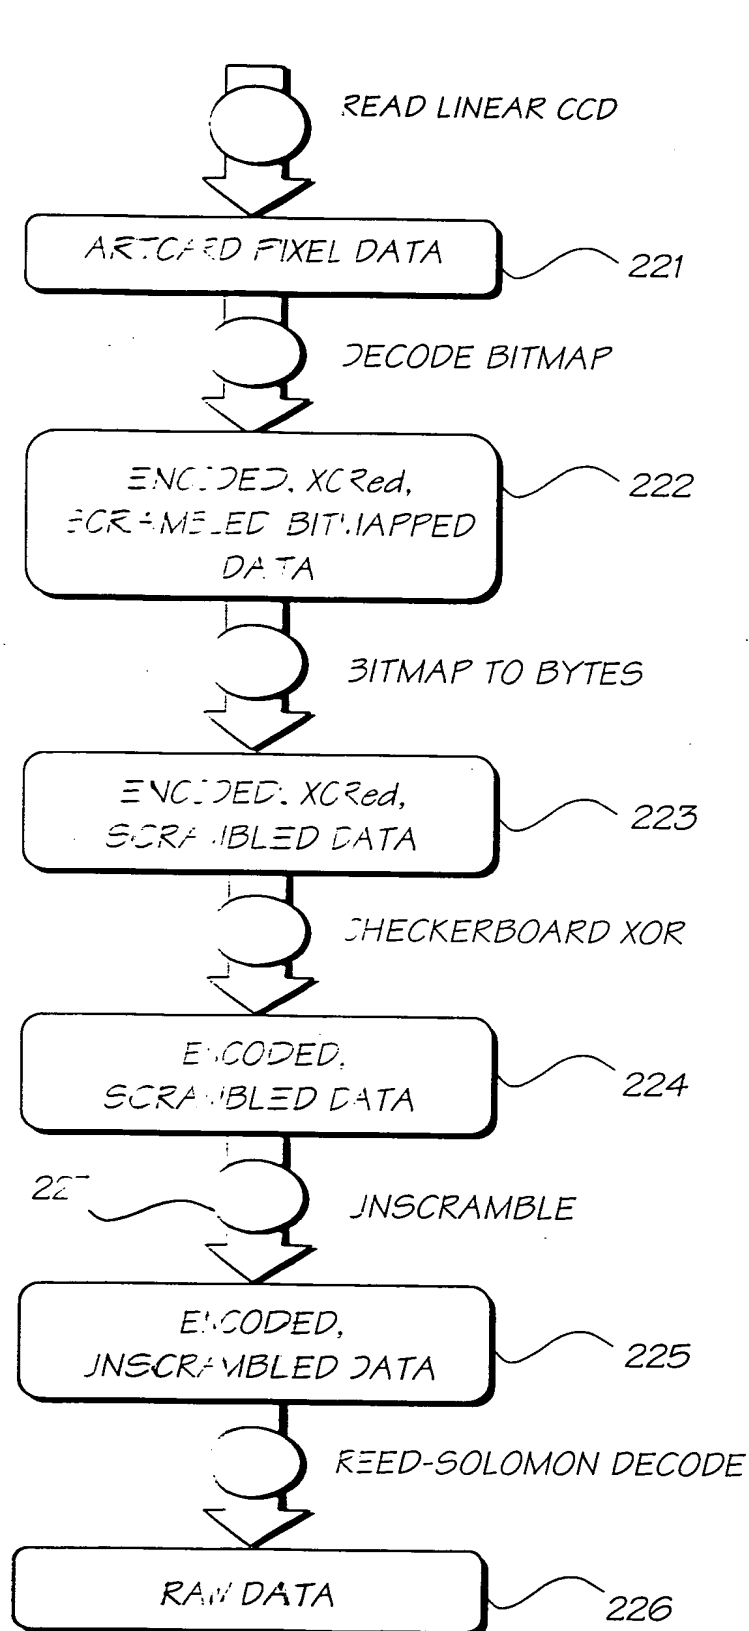 READ LINEAR CCD
ARTCARD PIXEL DATA
221
DECODE BITMAP
ENCODED, XORed,
SCRAMBLED BITMAPPED
DATA
222
BITMAP TO BYTES
ENCODED, XORed,
SCRAMBLED DATA
223
CHECKERBOARD XOR
ENCODED,
SCRAMBLED DATA
224
UNSCRAMBLE
ENCODED,
UNSCRAMBLED DATA
225
REED-SOLOMON DECODE
RAW DATA
226